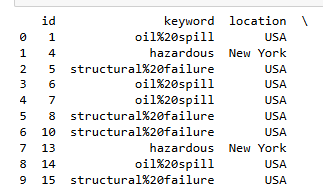 id keyword location \
0 1 oil%20spill USA
1 4 hazardous New York
2 5 structural%20failure USA
3 6 oil%20spill USA
4 7 oil%20spill USA
5 8 structural%20failure USA
6 10 structural%20failure USA
7 13 hazardous New York
8 14 oil%20spill USA
9 15 structural%20failure USA